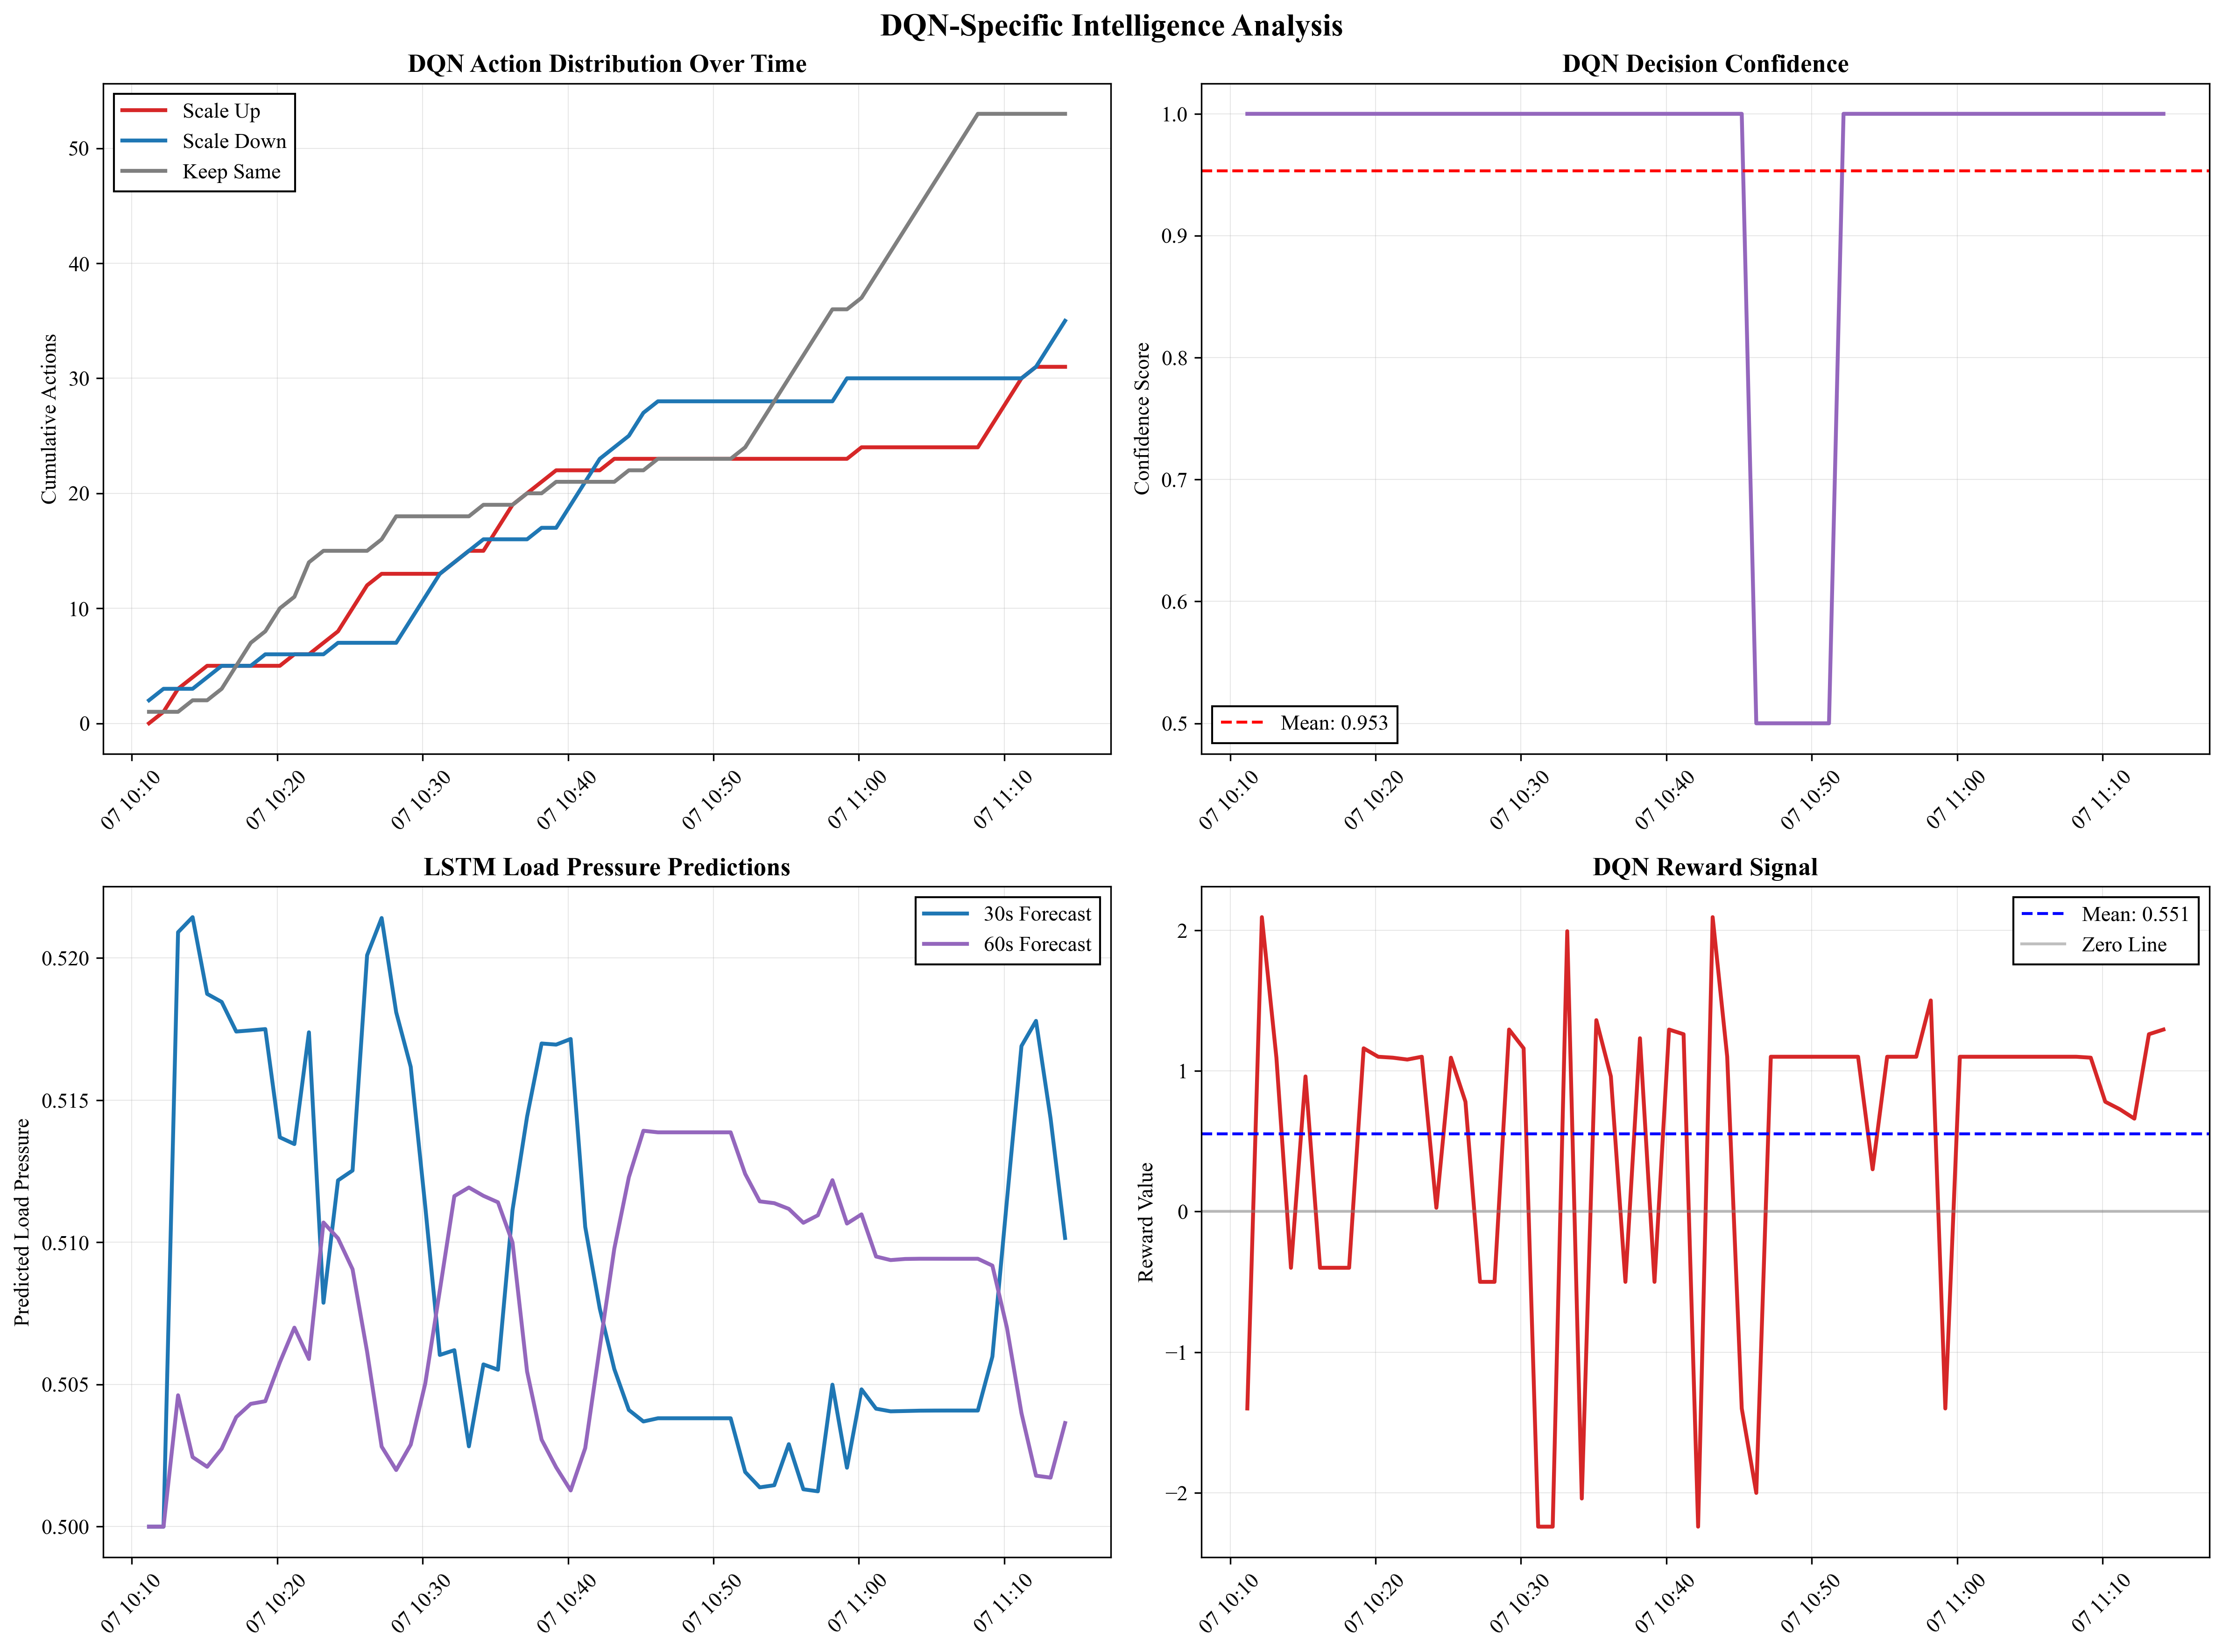 DQN-Specific Intelligence Analysis
DQN Action Distribution Over Time
Scale Up
Scale Down
Keep Same
Cumulative Actions
50
40
30
20
10
0
07 10:10
07 10:20
07 10:30
07 10:40
07 10:50
07 11:00
07 11:10
DQN Decision Confidence
Confidence Score
1.0
0.9
0.8
0.7
0.6
0.5
Mean: 0.953
07 10:10
07 10:20
07 10:30
07 10:40
07 10:50
07 11:00
07 11:10
LSTM Load Pressure Predictions
30s Forecast
60s Forecast
Predicted Load Pressure
0.520
0.515
0.510
0.505
0.500
07 10:10
07 10:20
07 10:30
07 10:40
07 10:50
07 11:00
07 11:10
DQN Reward Signal
Mean: 0.551
Zero Line
Reward Value
2
1
0
−1
−2
07 10:10
07 10:20
07 10:30
07 10:40
07 10:50
07 11:00
07 11:10